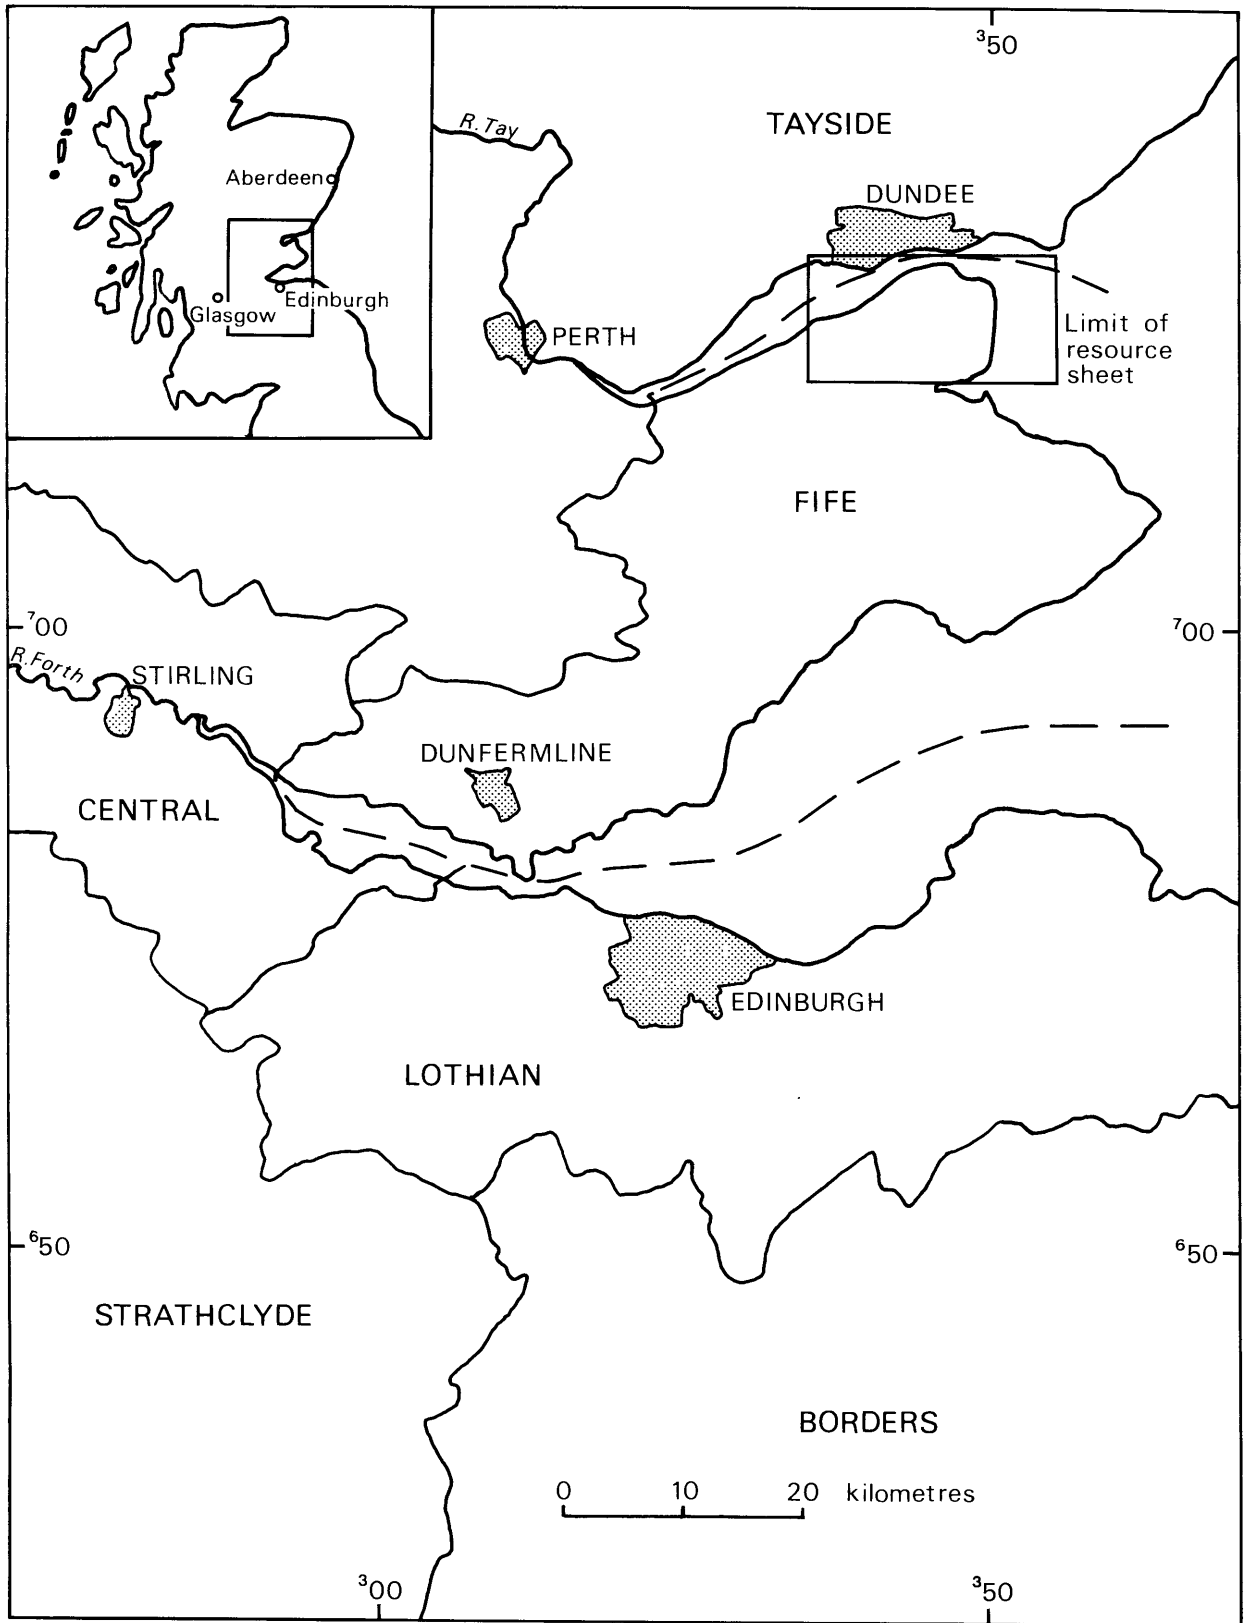 ³50
R. Tay
TAYSIDE
Aberdeen
DUNDEE
Edinburgh
Glasgow
PERTH
Limit of
resource
sheet
FIFE
⁷00
⁷00
R. Forth
STIRLING
DUNFERMLINE
CENTRAL
EDINBURGH
LOTHIAN
⁶50
⁶50
STRATHCLYDE
BORDERS
0 10 20 kilometres
³00
³50